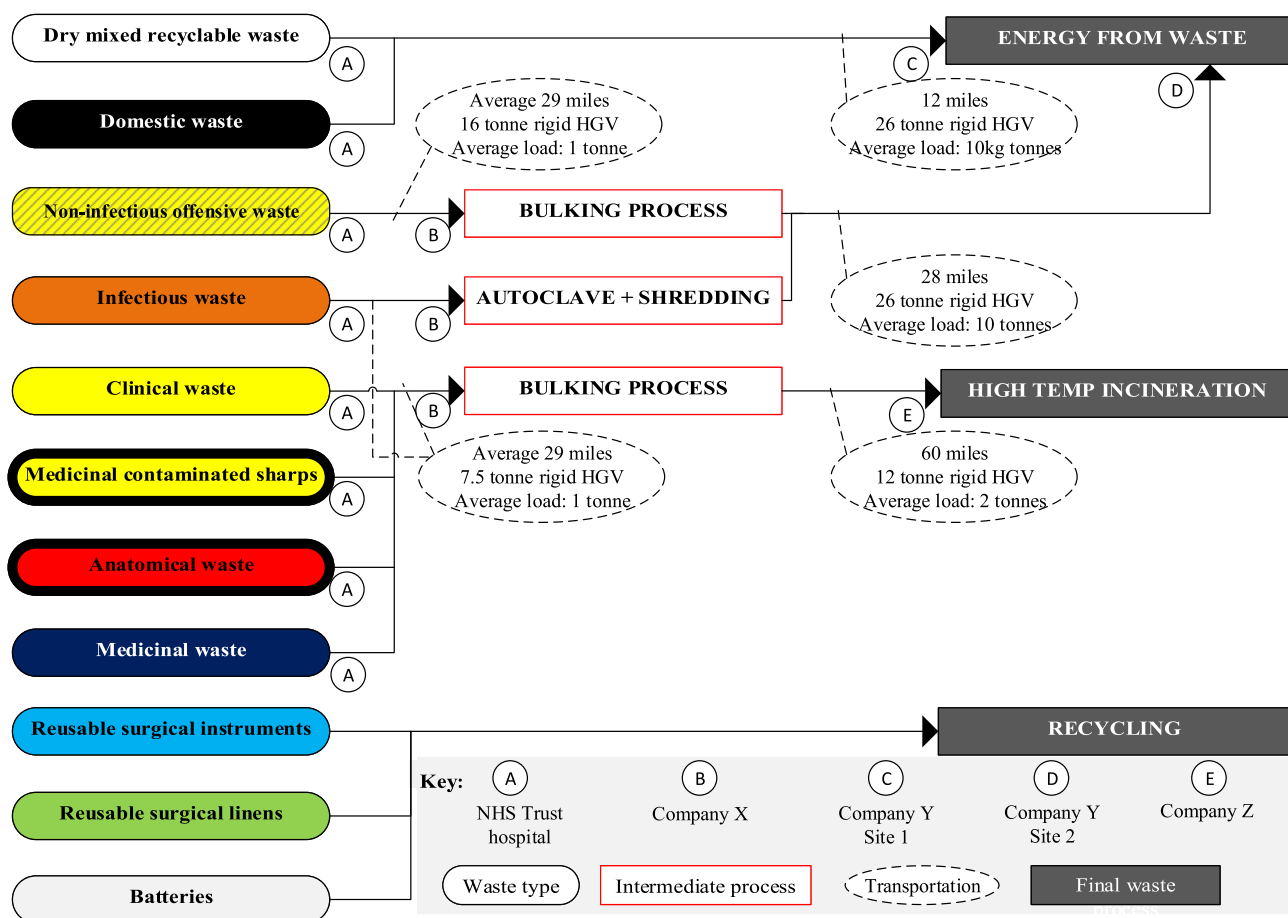 Dry mixed recyclable waste
A
ENERGY FROM WASTE
C
D
Domestic waste
A
Average 29 miles
16 tonne rigid HGV
Average load: 1 tonne
12 miles
26 tonne rigid HGV
Average load: 10kg tonnes
Non-infectious offensive waste
A
B
BULKING PROCESS
Infectious waste
A
B
AUTOCLAVE + SHREDDING
28 miles
26 tonne rigid HGV
Average load: 10 tonnes
Clinical waste
A
B
BULKING PROCESS
E
HIGH TEMP INCINERATION
Medicinal contaminated sharps
A
Average 29 miles
7.5 tonne rigid HGV
Average load: 1 tonne
60 miles
12 tonne rigid HGV
Average load: 2 tonnes
Anatomical waste
A
Medicinal waste
A
Reusable surgical instruments
RECYCLING
Reusable surgical linens
Batteries
Key:
A
NHS Trust
hospital
B
Company X
C
Company Y
Site 1
D
Company Y
Site 2
E
Company Z
Waste type
Intermediate process
Transportation
Final waste
process